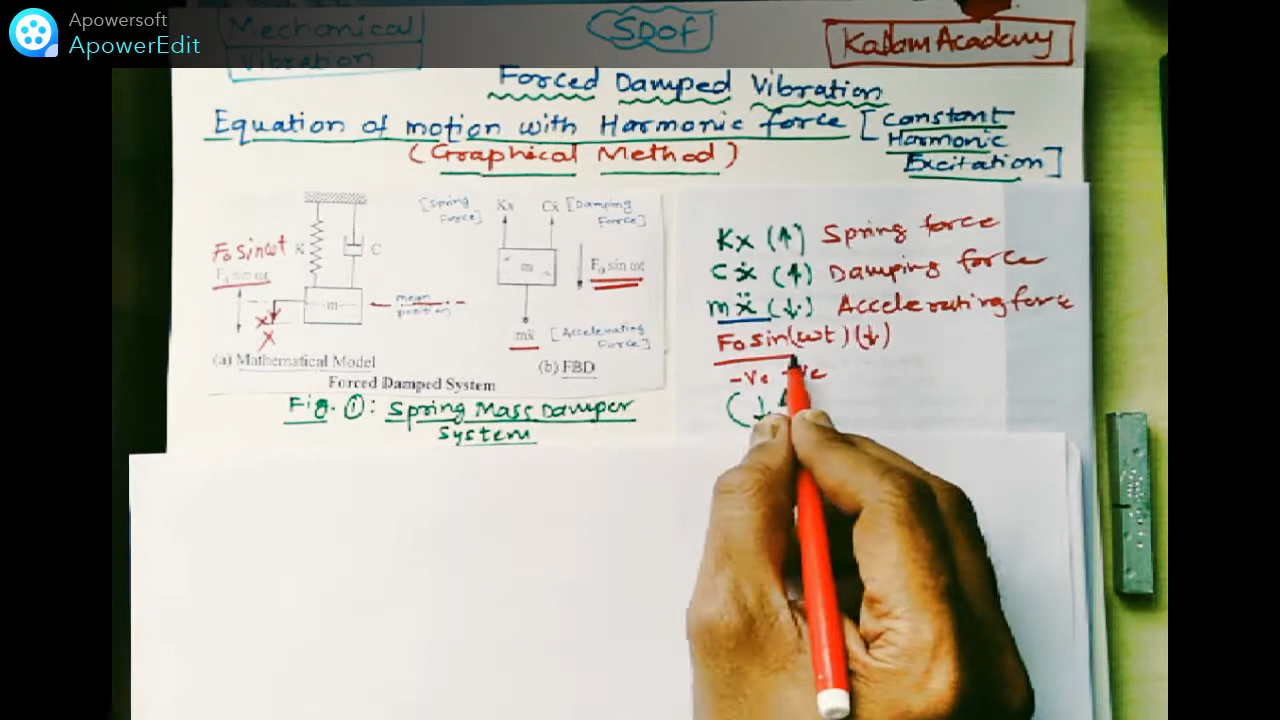 Apowersoft
ApowerEdit
Mechanical
Vibration
SDOF
Kalam Academy
Forced Damped Vibration
Equation of motion with Harmonic force [Constant
Harmonic
Excitation]
(Graphical Method)
F₀ sinωt
F₀ sin ωt
K
C
m
x
x
mean
position
(a) Mathematical Model
[Spring
Force]
Kx
Cẋ
[Damping
Force]
m
F₀ sin ωt
mẍ
[Accelerating
Force]
(b) FBD
Forced Damped System
Fig. ①: Spring Mass Damper
System
Kx (↑) Spring force
cẋ (↑) Damping force
mẍ (↓) Accelerating force
F₀ sin(ωt) (↓)
-Ve
(↓